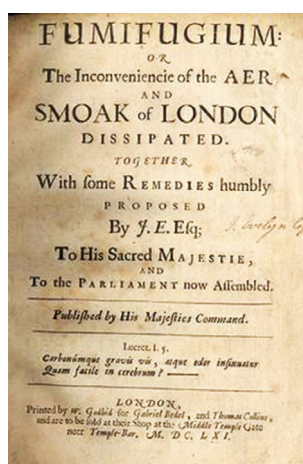 FUMIFUGIUM:
OR
The Inconveniencie of the AER
AND
SMOAK of LONDON
DISSIPATED.
TOGETHER
With ſome REMEDIES humbly
PROPOSED
By J. E. Eſq;
J. Evelyn
To His Sacred MAJESTIE,
AND
To the PARLIAMENT now Aſſembled.
Publiſhed by His Majeſties Command.
Lucret. l. 5.
Carbonúmque gravis vis, atque odor inſinuatur
Quam facile in cerebrum? ——
LONDON,
Printed by W. Godbid for Gabriel Bedel, and Thomas Collins,
and are to be ſold at their Shop at the Middle Temple Gate
neer Temple-Bar. M. D C. L X I.